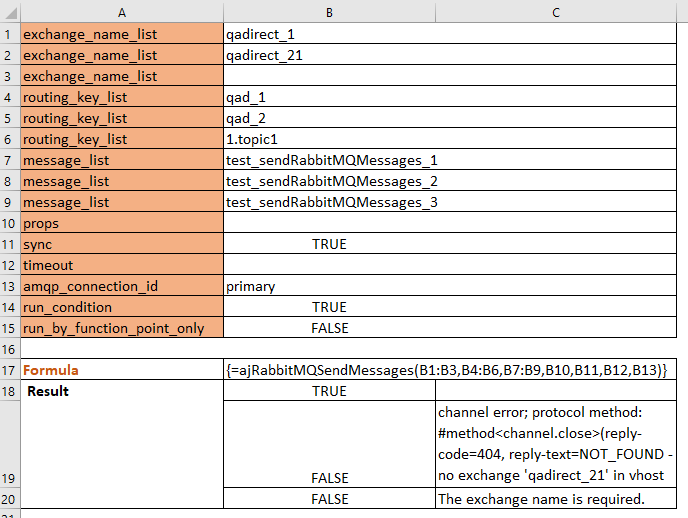 A B C
1 exchange_name_list qadirect_1
2 exchange_name_list qadirect_21
3 exchange_name_list
4 routing_key_list qad_1
5 routing_key_list qad_2
6 routing_key_list 1.topic1
7 message_list test_sendRabbitMQMessages_1
8 message_list test_sendRabbitMQMessages_2
9 message_list test_sendRabbitMQMessages_3
10 props
11 sync TRUE
12 timeout
13 amqp_connection_id primary
14 run_condition TRUE
15 run_by_function_point_only FALSE
16
17 Formula {=ajRabbitMQSendMessages(B1:B3,B4:B6,B7:B9,B10,B11,B12,B13)}
18 Result TRUE
channel error; protocol method:
#method<channel.close>(reply-
code=404, reply-text=NOT_FOUND -
19 FALSE no exchange 'qadirect_21' in vhost
20 FALSE The exchange name is required.